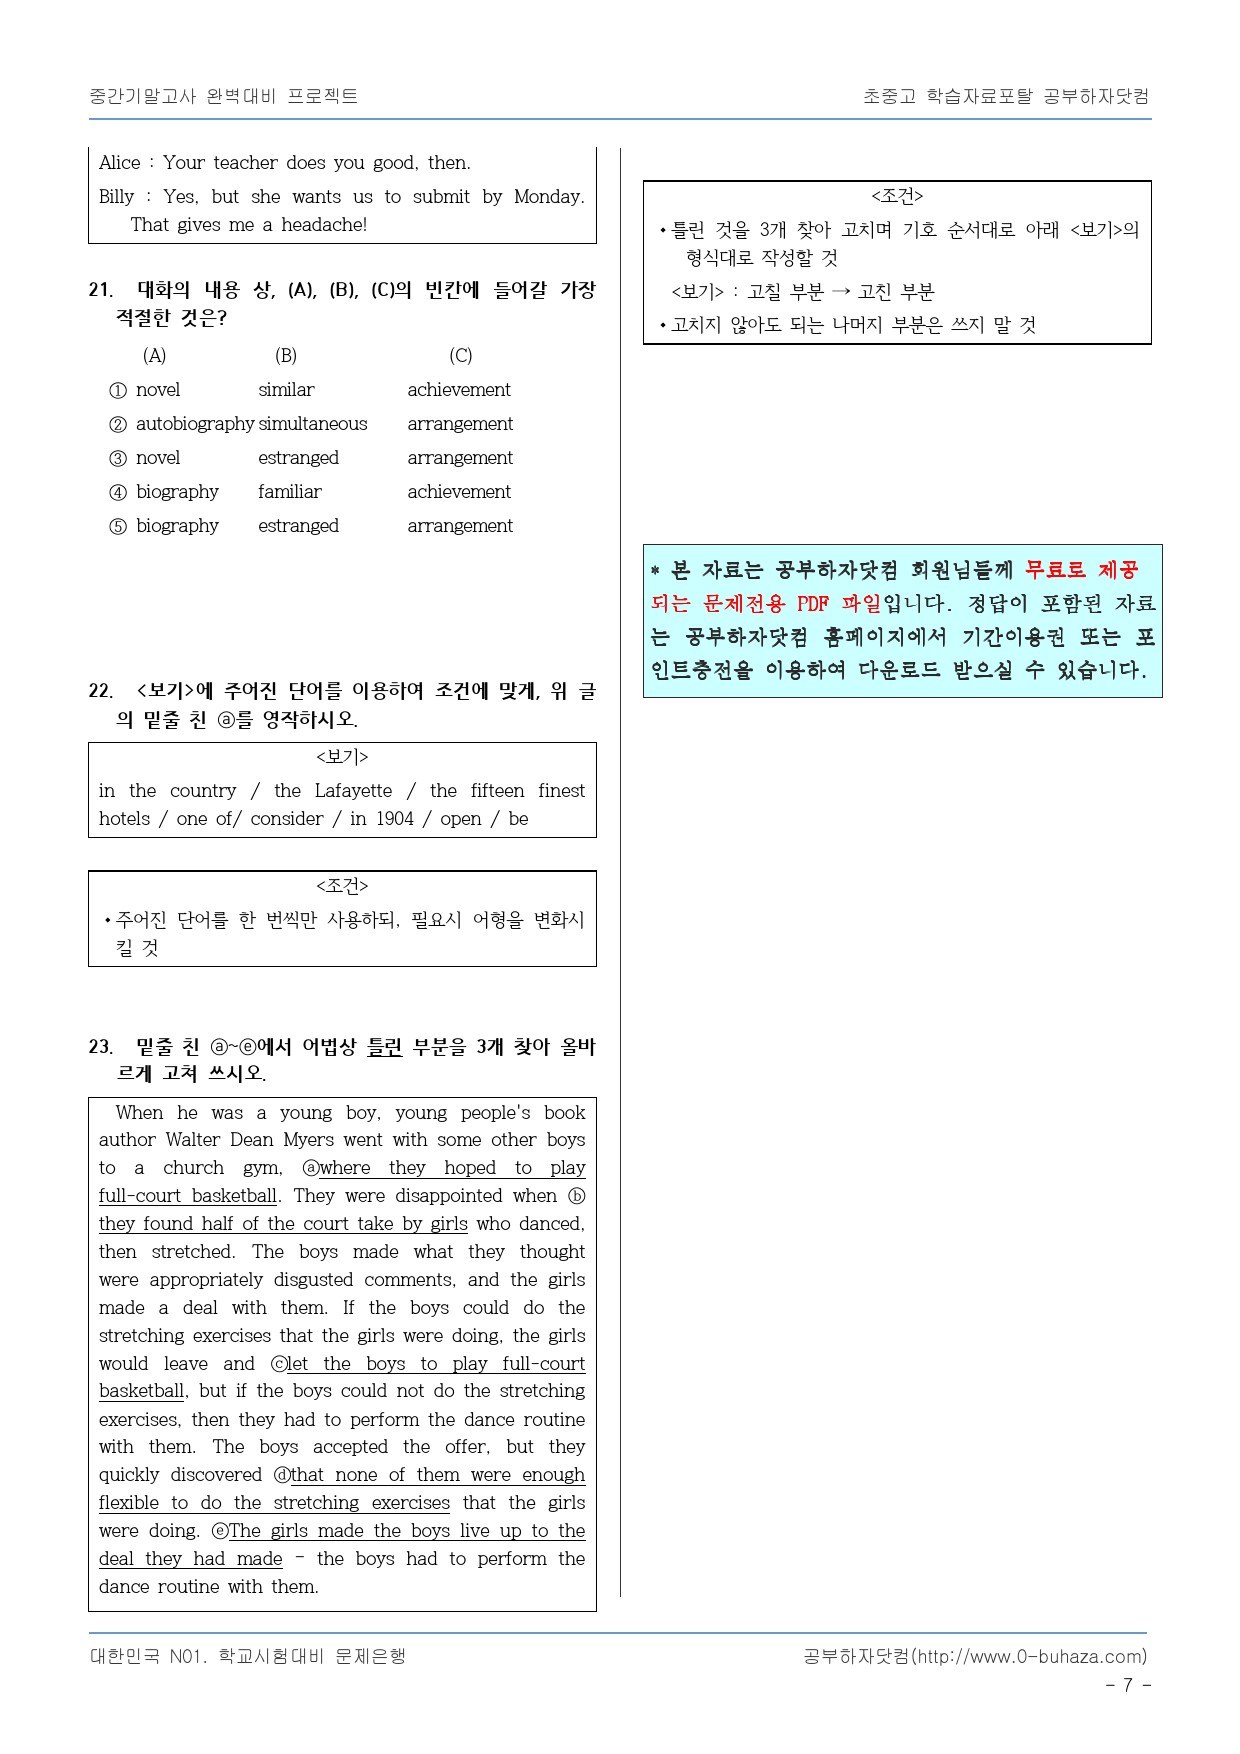 중간기말고사 완벽대비 프로젝트
초중고 학습자료포탈 공부하자닷컴
Alice : Your teacher does you good, then.
Billy : Yes, but she wants us to submit by Monday.
That gives me a headache!
21. 대화의 내용 상, (A), (B), (C)의 빈칸에 들어갈 가장
적절한 것은?
(A) (B) (C)
① novel similar achievement
② autobiography simultaneous arrangement
③ novel estranged arrangement
④ biography familiar achievement
⑤ biography estranged arrangement
22. <보기>에 주어진 단어를 이용하여 조건에 맞게, 위 글
의 밑줄 친 ⓐ를 영작하시오.
<보기>
in the country / the Lafayette / the fifteen finest
hotels / one of/ consider / in 1904 / open / be
<조건>
•주어진 단어를 한 번씩만 사용하되, 필요시 어형을 변화시
킬 것
23. 밑줄 친 ⓐ~ⓔ에서 어법상 틀린 부분을 3개 찾아 올바
르게 고쳐 쓰시오.
When he was a young boy, young people's book
author Walter Dean Myers went with some other boys
to a church gym, ⓐwhere they hoped to play
full-court basketball. They were disappointed when ⓑ
they found half of the court take by girls who danced,
then stretched. The boys made what they thought
were appropriately disgusted comments, and the girls
made a deal with them. If the boys could do the
stretching exercises that the girls were doing, the girls
would leave and ⓒlet the boys to play full-court
basketball, but if the boys could not do the stretching
exercises, then they had to perform the dance routine
with them. The boys accepted the offer, but they
quickly discovered ⓓthat none of them were enough
flexible to do the stretching exercises that the girls
were doing. ⓔThe girls made the boys live up to the
deal they had made - the boys had to perform the
dance routine with them.
<조건>
•틀린 것을 3개 찾아 고치며 기호 순서대로 아래 <보기>의
형식대로 작성할 것
<보기> : 고칠 부분 → 고친 부분
•고치지 않아도 되는 나머지 부분은 쓰지 말 것
* 본 자료는 공부하자닷컴 회원님들께 무료로 제공
되는 문제전용 PDF 파일입니다. 정답이 포함된 자료
는 공부하자닷컴 홈페이지에서 기간이용권 또는 포
인트충전을 이용하여 다운로드 받으실 수 있습니다.
대한민국 N01. 학교시험대비 문제은행
공부하자닷컴(http://www.0-buhaza.com)
- 7 -